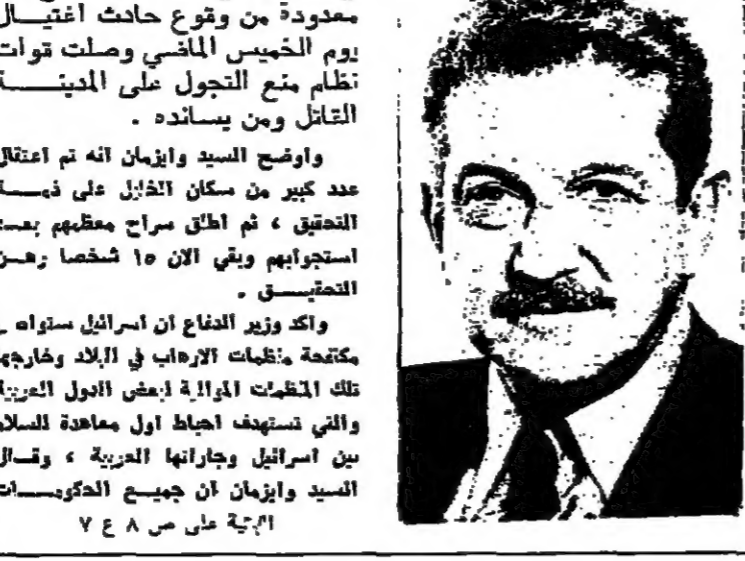 معدودة من وقوع حادث اغتيال
يوم الخميس الماضي وصلت قوات
نظام منع التجول على المدينة
القاتل ومن يسانده .
واوضح السيد وايزمان انه تم اعتقال
عدد كبير من سكان الخليل على ذمة
التحقيق ، ثم اطلق سراح معظمهم بعد
استجوابهم وبقي الان ١٥ شخصا رهن
التحقيق .
واكد وزير الدفاع ان اسرائيل ستواصل
مكافحة منظمات الارهاب في البلاد وخارجها
تلك المنظمات الموالية لبعض الدول العربية
والتي تستهدف احباط اول معاهدة للسلام
بين اسرائيل وجاراتها العربية ، وقال
السيد وايزمان ان جميع الحكومات
البقية على ص ٨ ع ٧